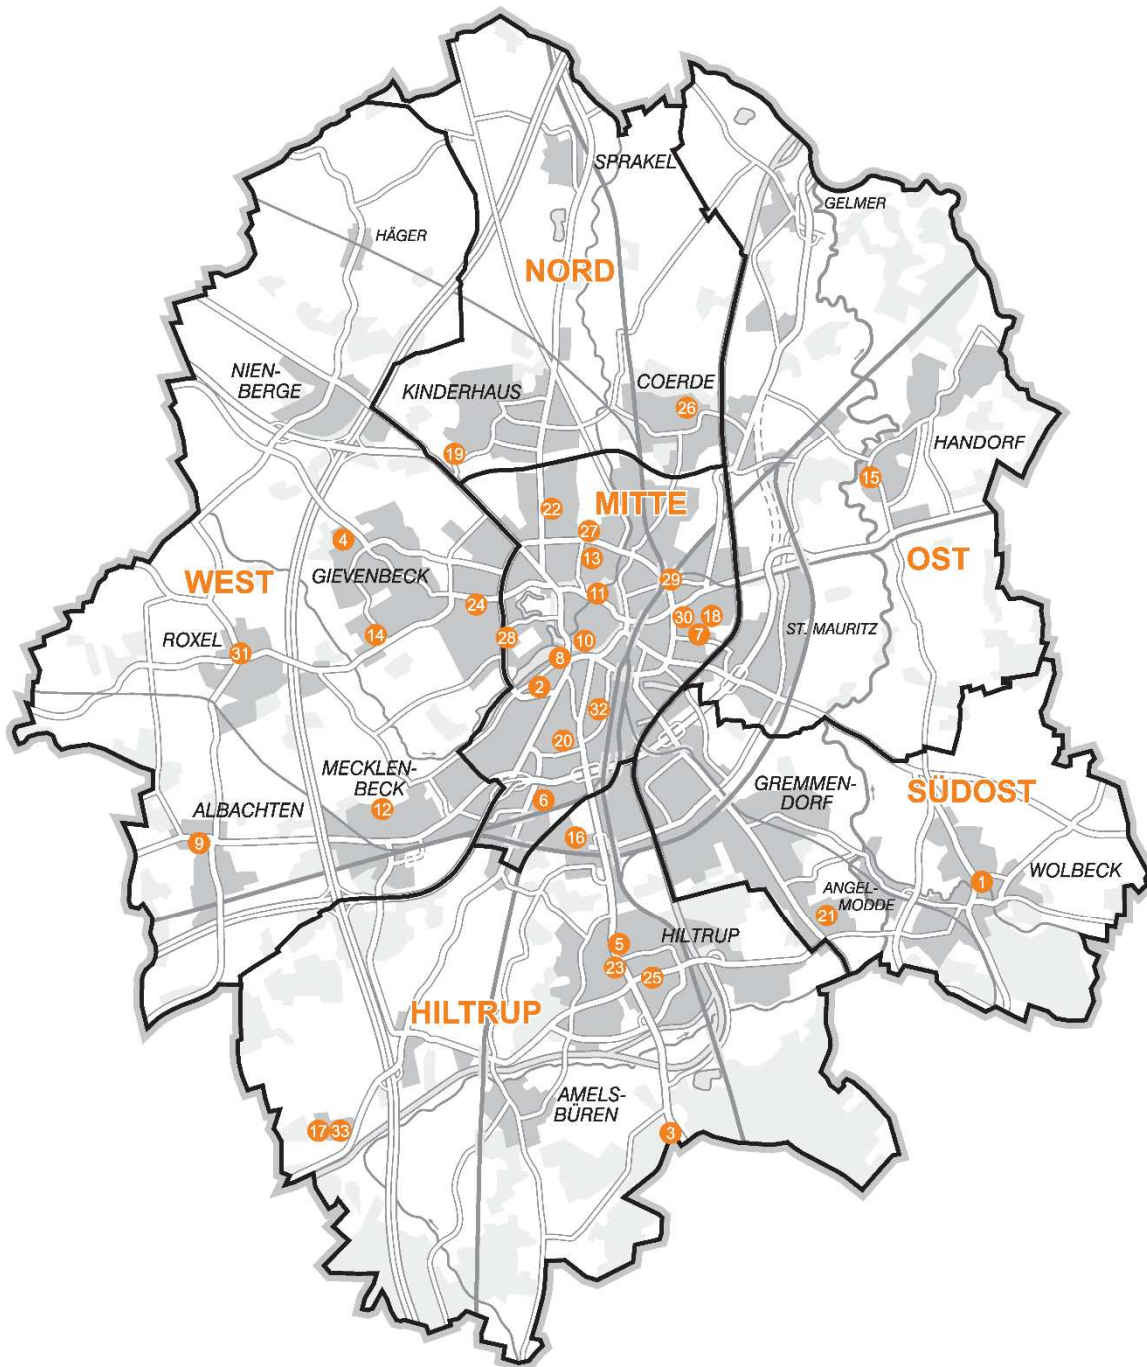 SPRAKEL
GELMER
HÄGER
NORD
NIEN-
BERGE
KINDERHAUS
COERDE
26
HANDORF
19
15
MITTE
22
27
4
13
OST
WEST
GIEVENBECK
29
11
24
30
18
14
ROXEL
28
10
7
ST. MAURITZ
31
8
2
32
20
MECKLEN-
BECK
GREMMEN-
DORF
SÜDOST
6
12
ALBACHTEN
16
9
WOLBECK
1
ANGEL-
MODDE
21
5
HILTRUP
23
25
HILTRUP
AMELS-
BÜREN
17
33
3